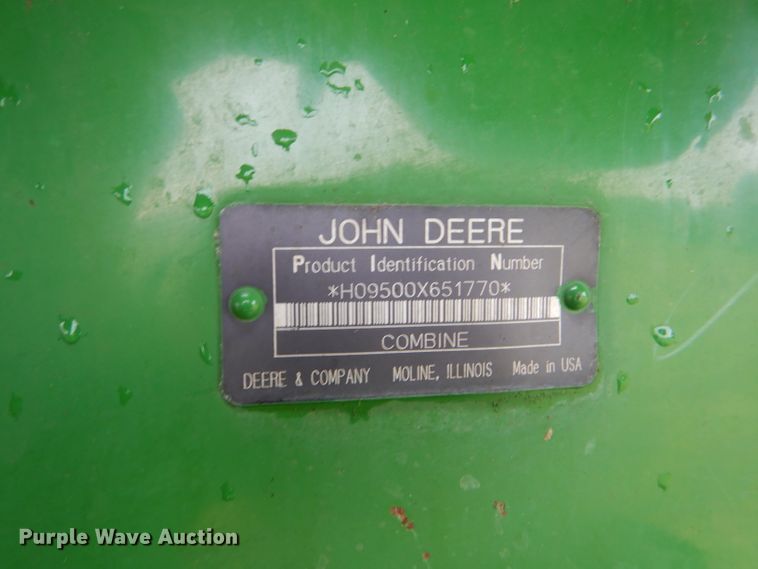 JOHN DEERE
Product Identification Number
*H09500X651770*
COMBINE
DEERE & COMPANY MOLINE, ILLINOIS Made in USA
Purple Wave Auction